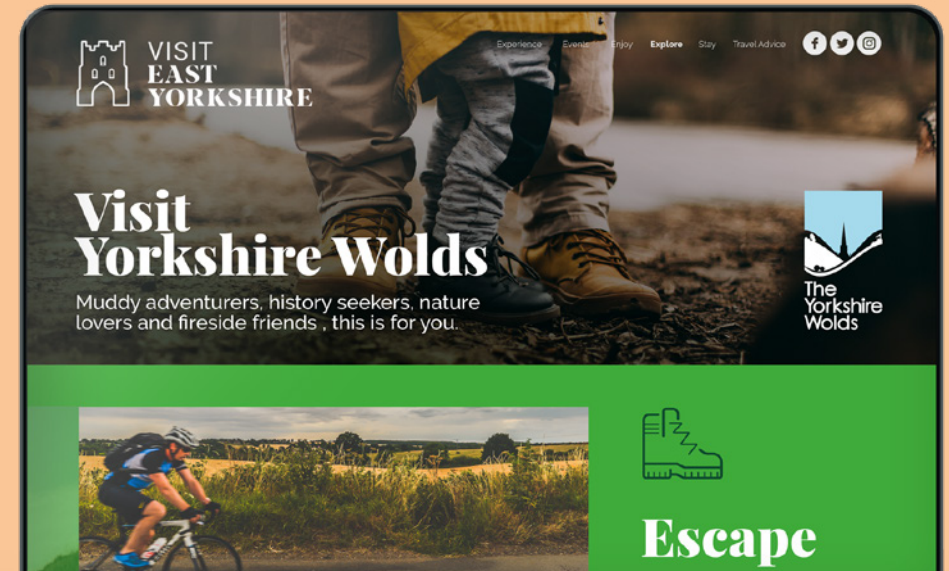 VISIT
EAST
YORKSHIRE
Experience Events Enjoy Explore Stay Travel Advice
Visit
Yorkshire Wolds
Muddy adventurers, history seekers, nature
lovers and fireside friends , this is for you.
The
Yorkshire
Wolds
Escape